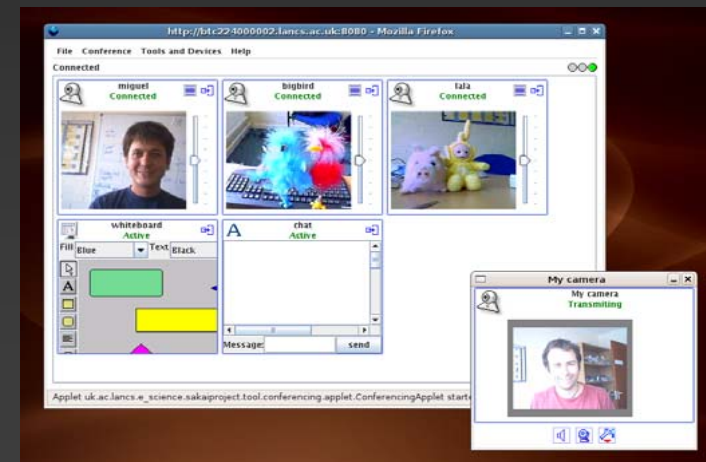 http://btc224000002.lancs.ac.uk:8080 - Mozilla Firefox
File Conference Tools and Devices Help
Connected
miguel
Connected
bigbird
Connected
lala
Connected
whiteboard
Active
Fill Blue Text Black
A
chat
Active
A
Message: send
My camera
My camera
Transmiting
Applet uk.ac.lancs.e_science.sakaiproject.tool.conferencing.applet.ConferencingApplet starte